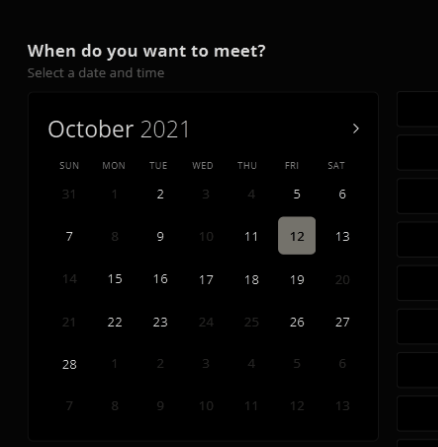 When do you want to meet?
Select a date and time
October 2021
SUN MON TUE WED THU FRI SAT
31 1 2 3 4 5 6
7 8 9 10 11 12 13
14 15 16 17 18 19 20
21 22 23 24 25 26 27
28 1 2 3 4 5 6
7 8 9 10 11 12 13